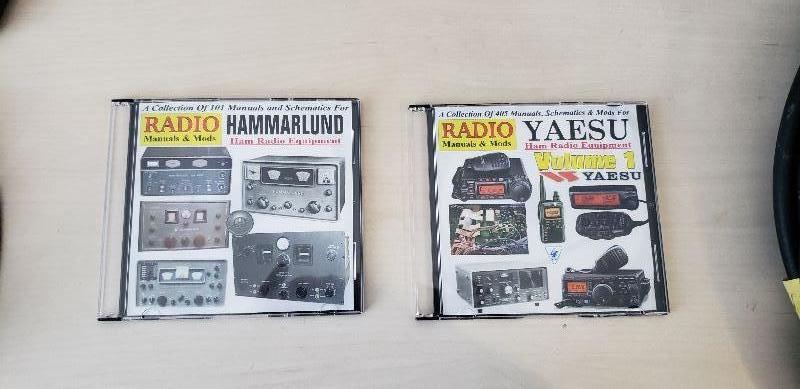 A Collection Of 101 Manuals and Schematics For
RADIO HAMMARLUND
Manuals & Mods
Ham Radio Equipment
A Collection Of 405 Manuals, Schematics & Mods For
RADIO YAESU
Manuals & Mods
Ham Radio Equipment
Volume 1
YAESU